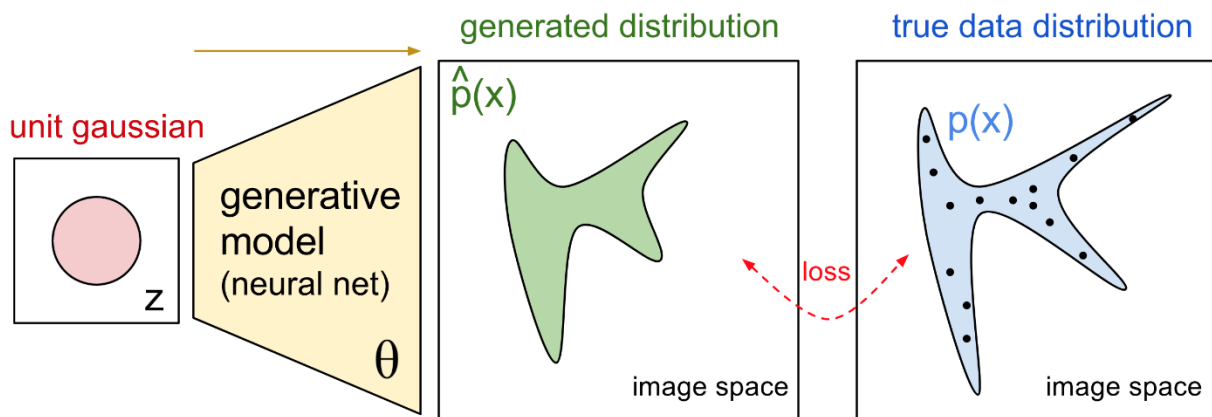 generated distribution
true data distribution
unit gaussian
z
generative
model
(neural net)
θ
p̂(x)
image space
loss
p(x)
image space